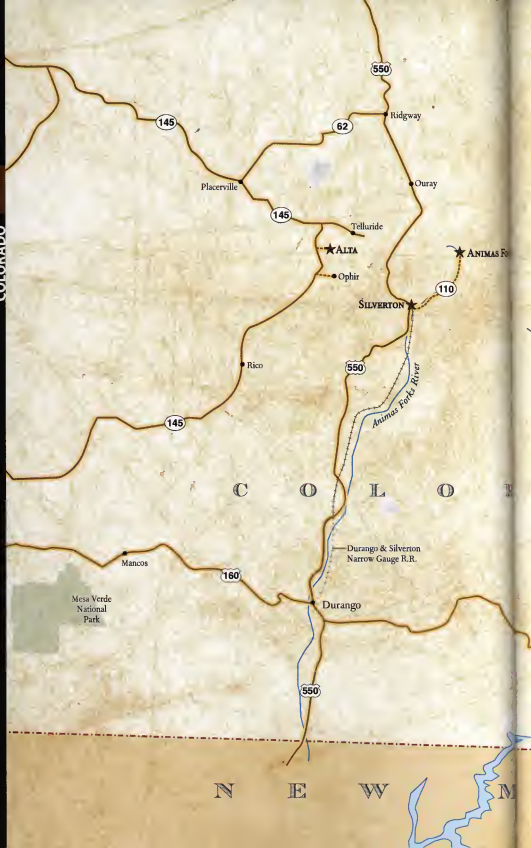 COLORADO
550
145
62
Ridgway
Placerville
Ouray
145
Telluride
ALTA
ANIMAS
110
Ophir
SILVERTON
550
Rico
Animas Forks River
145
C O L O
Durango & Silverton
Narrow Gauge R.R.
Mancos
160
Mesa Verde
National
Park
Durango
550
N E W M